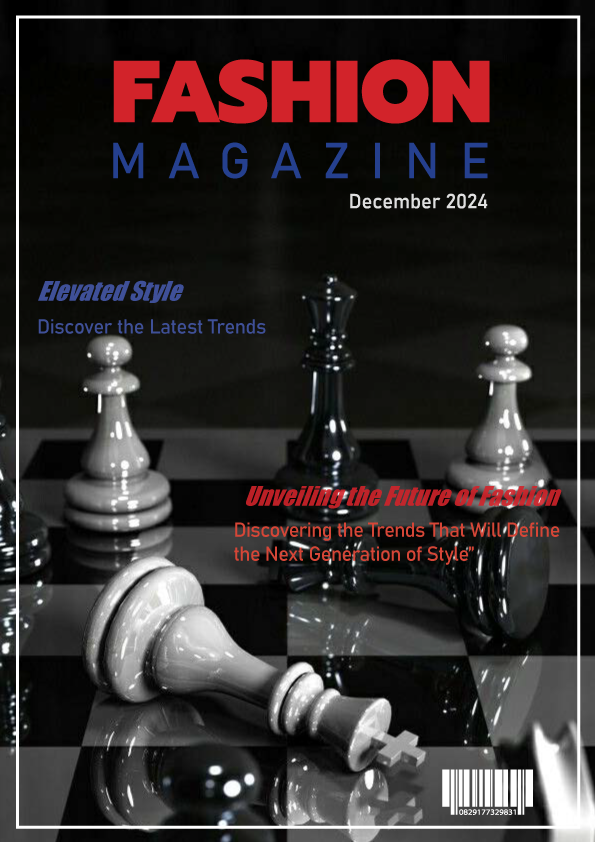 FASHION
MAGAZINE
December 2024
Elevated Style
Discover the Latest Trends
Unveiling the Future of Fashion
Discovering the Trends That Will Define
the Next Generation of Style"
0829177329831